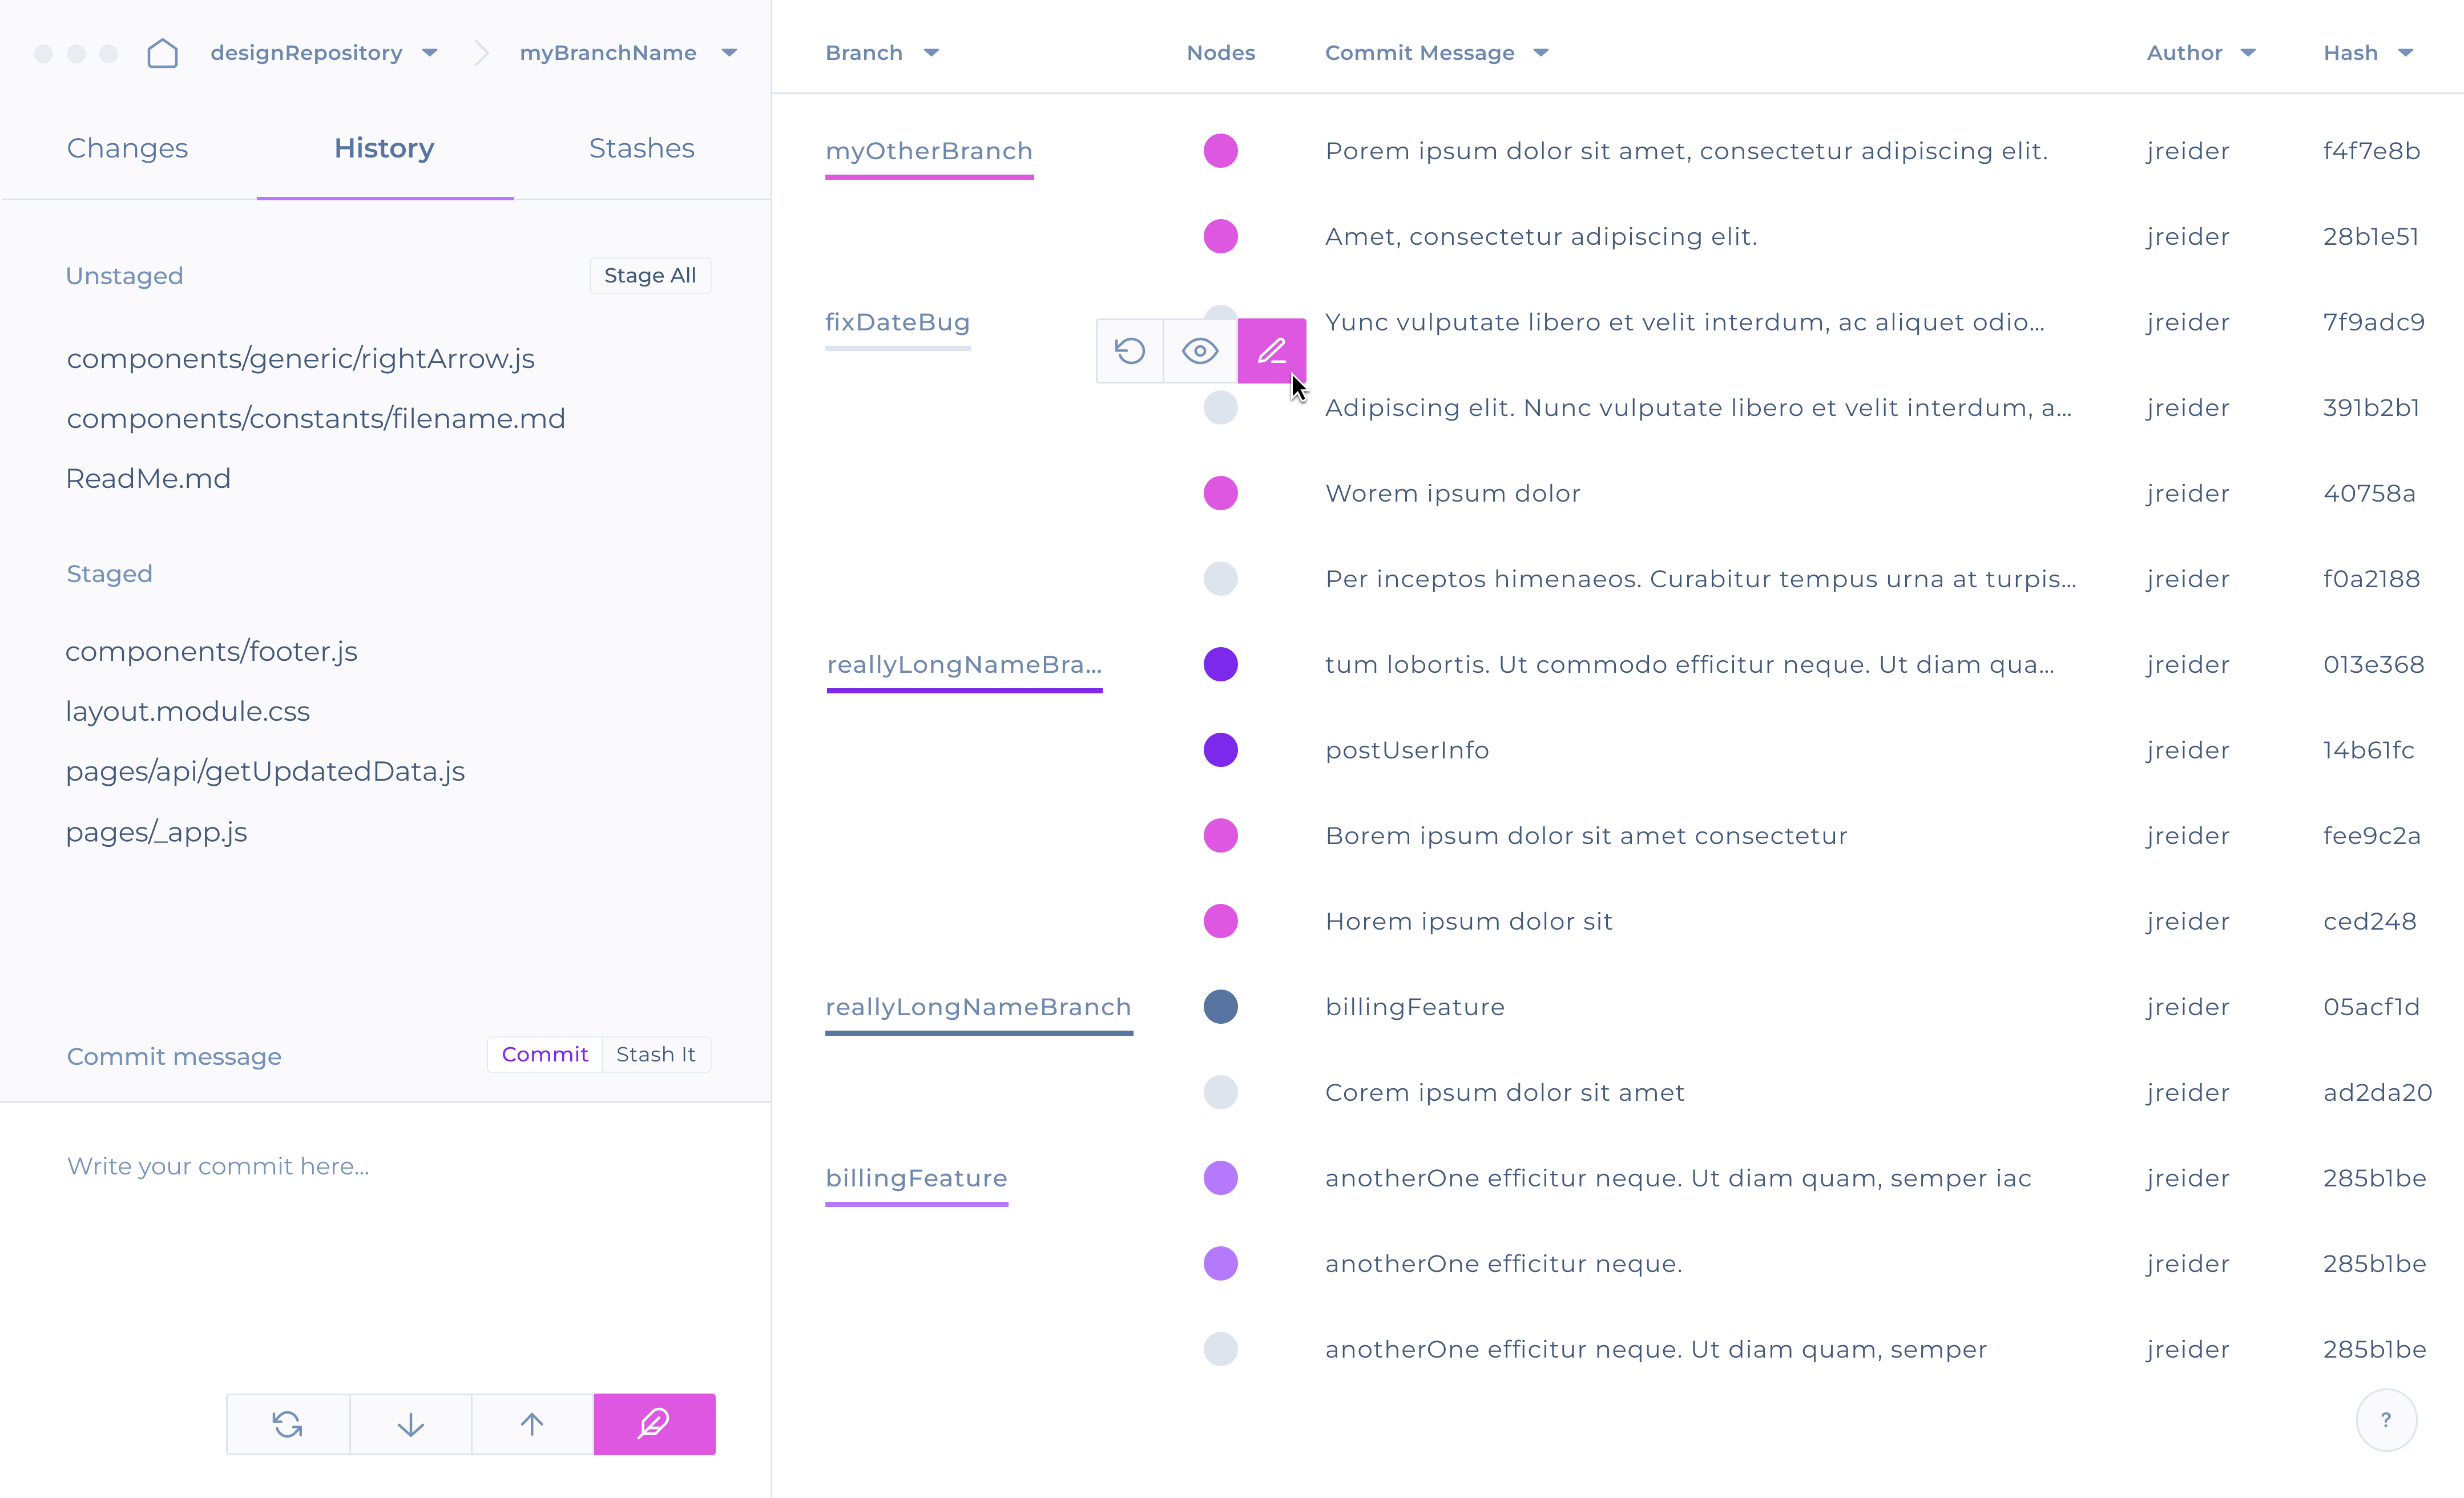 designRepository
myBranchName
Changes
History
Stashes
Unstaged
Stage All
components/generic/rightArrow.js
components/constants/filename.md
ReadMe.md
Staged
components/footer.js
layout.module.css
pages/api/getUpdatedData.js
pages/_app.js
Commit message
Commit
Stash It
Write your commit here...
Branch Nodes Commit Message Author Hash
myOtherBranch Porem ipsum dolor sit amet, consectetur adipiscing elit. jreider f4f7e8b
Amet, consectetur adipiscing elit. jreider 28b1e51
fixDateBug Yunc vulputate libero et velit interdum, ac aliquet odio... jreider 7f9adc9
Adipiscing elit. Nunc vulputate libero et velit interdum, a... jreider 391b2b1
Worem ipsum dolor jreider 40758a
Per inceptos himenaeos. Curabitur tempus urna at turpis... jreider f0a2188
reallyLongNameBra... tum lobortis. Ut commodo efficitur neque. Ut diam qua... jreider 013e368
postUserInfo jreider 14b61fc
Borem ipsum dolor sit amet consectetur jreider fee9c2a
Horem ipsum dolor sit jreider ced248
reallyLongNameBranch billingFeature jreider 05acf1d
Corem ipsum dolor sit amet jreider ad2da20
billingFeature anotherOne efficitur neque. Ut diam quam, semper iac jreider 285b1be
anotherOne efficitur neque. jreider 285b1be
anotherOne efficitur neque. Ut diam quam, semper jreider 285b1be
?